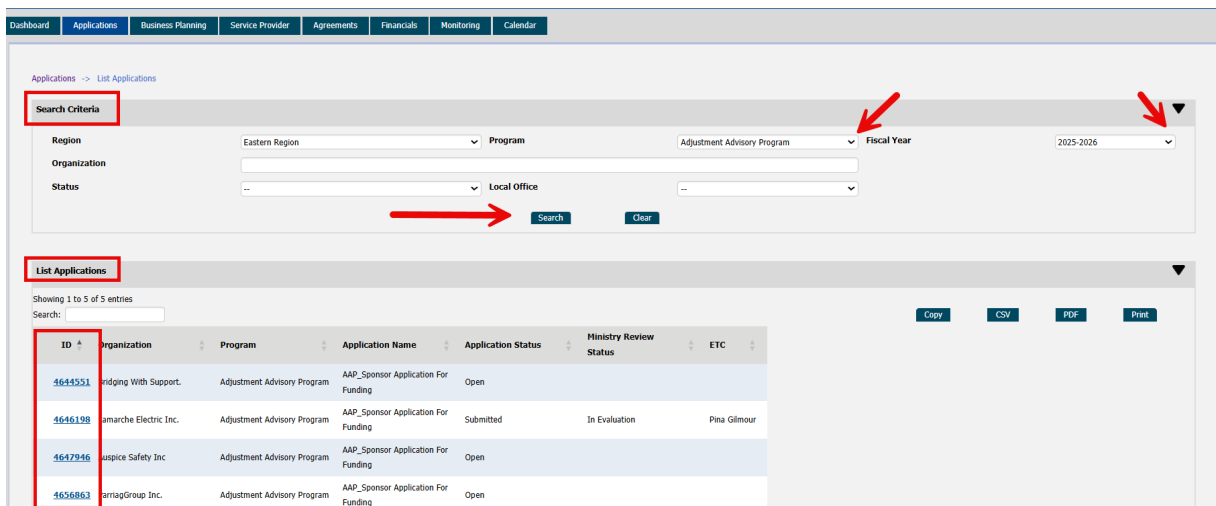 Dashboard Applications Business Planning Service Provider Agreements Financials Monitoring Calendar
Applications -> List Applications
Search Criteria
Region Eastern Region Program Adjustment Advisory Program Fiscal Year 2025-2026
Organization
Status -- Local Office --
Search Clear
List Applications
Showing 1 to 5 of 5 entries
Search: Copy CSV PDF Print
ID Organization Program Application Name Application Status Ministry Review Status ETC
4644551 Bridging With Support. Adjustment Advisory Program AAP_Sponsor Application For Funding Open
4646198 Lamarche Electric Inc. Adjustment Advisory Program AAP_Sponsor Application For Funding Submitted In Evaluation Pina Gilmour
4647946 Auspice Safety Inc Adjustment Advisory Program AAP_Sponsor Application For Funding Open
4656863 Inc. Adjustment Advisory Program AAP_Sponsor Application For Funding Open